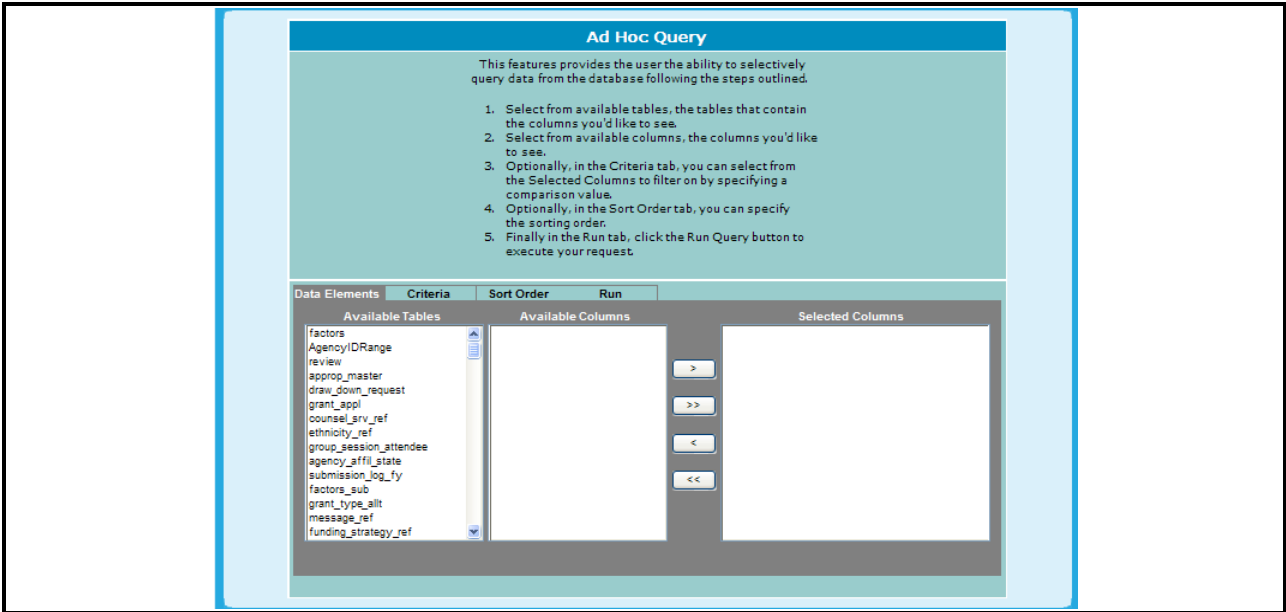 Ad Hoc Query
This features provides the user the ability to selectively
query data from the database following the steps outlined.
1. Select from available tables, the tables that contain
the columns you'd like to see.
2. Select from available columns, the columns you'd like
to see.
3. Optionally, in the Criteria tab, you can select from
the Selected Columns to filter on by specifying a
comparison value.
4. Optionally, in the Sort Order tab, you can specify
the sorting order.
5. Finally in the Run tab, click the Run Query button to
execute your request.
Data Elements Criteria Sort Order Run
Available Tables Available Columns Selected Columns
factors
AgencyIDRange
review
approp_master
draw_down_request
grant_appl
counsel_srv_ref
ethnicity_ref
group_session_attendee
agency_affil_state
submission_log_fy
factors_sub
grant_type_allt
message_ref
funding_strategy_ref
>
>>
<
<<